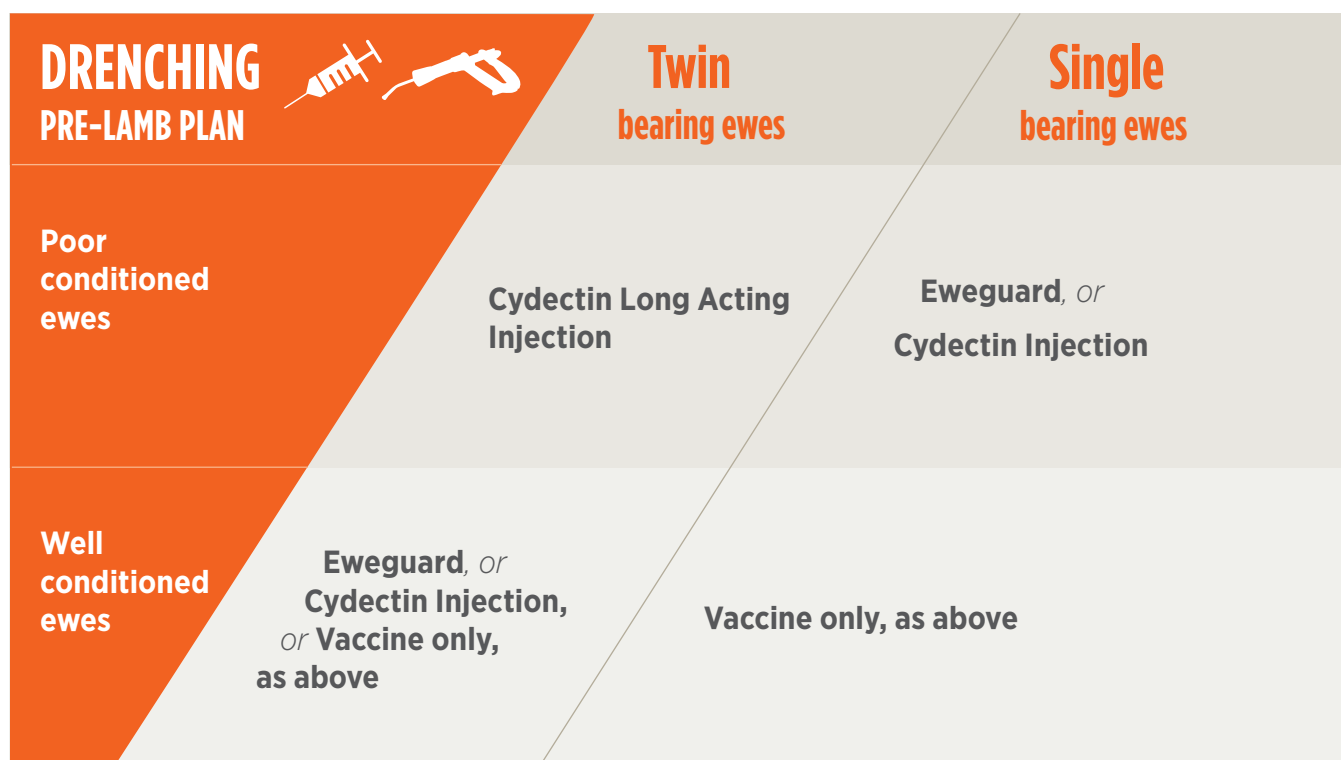 DRENCHING
PRE-LAMB PLAN
Twin
bearing ewes
Single
bearing ewes
Poor
conditioned
ewes
Cydectin Long Acting
Injection
Eweguard, or
Cydectin Injection
Well
conditioned
ewes
Eweguard, or
Cydectin Injection,
or Vaccine only,
as above
Vaccine only, as above